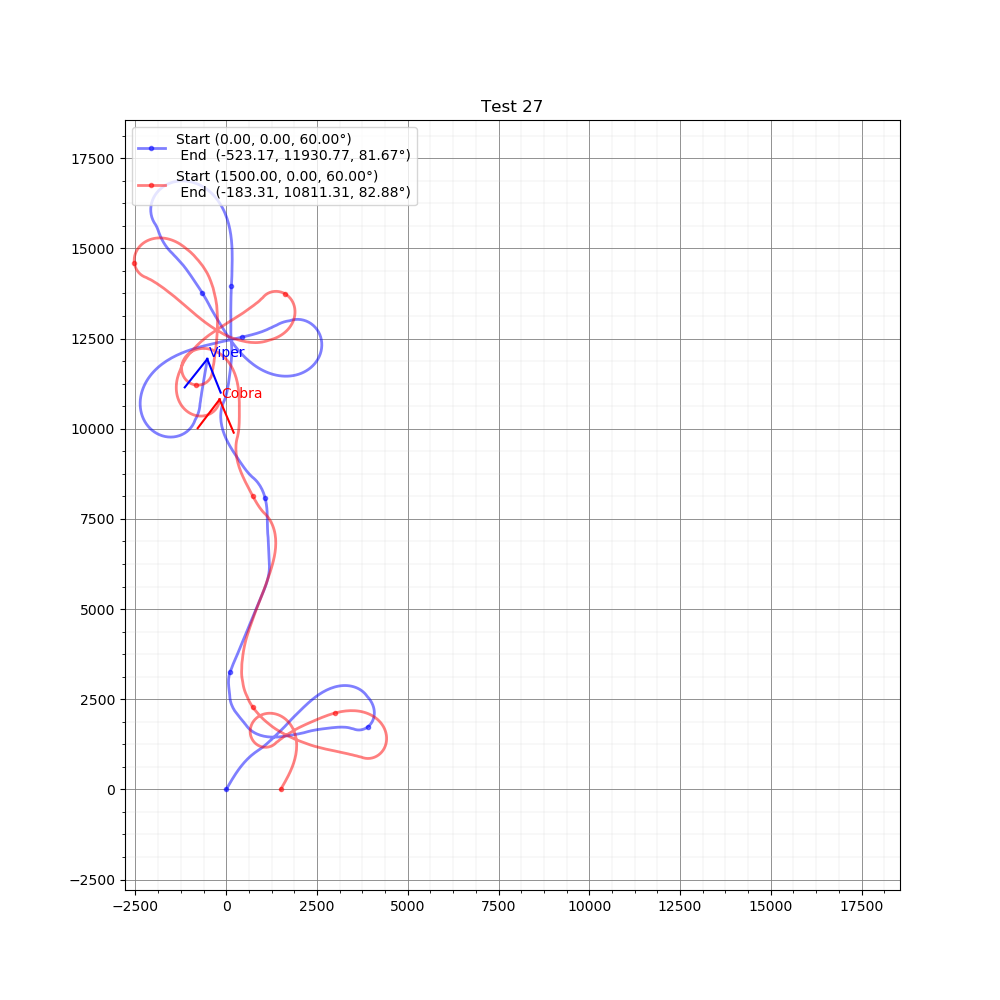 Test 27
Start (0.00, 0.00, 60.00°)
End (-523.17, 11930.77, 81.67°)
Start (1500.00, 0.00, 60.00°)
End (-183.31, 10811.31, 82.88°)
17500
15000
12500
10000
7500
5000
2500
0
−2500
Viper
Cobra
−2500 0 2500 5000 7500 10000 12500 15000 17500